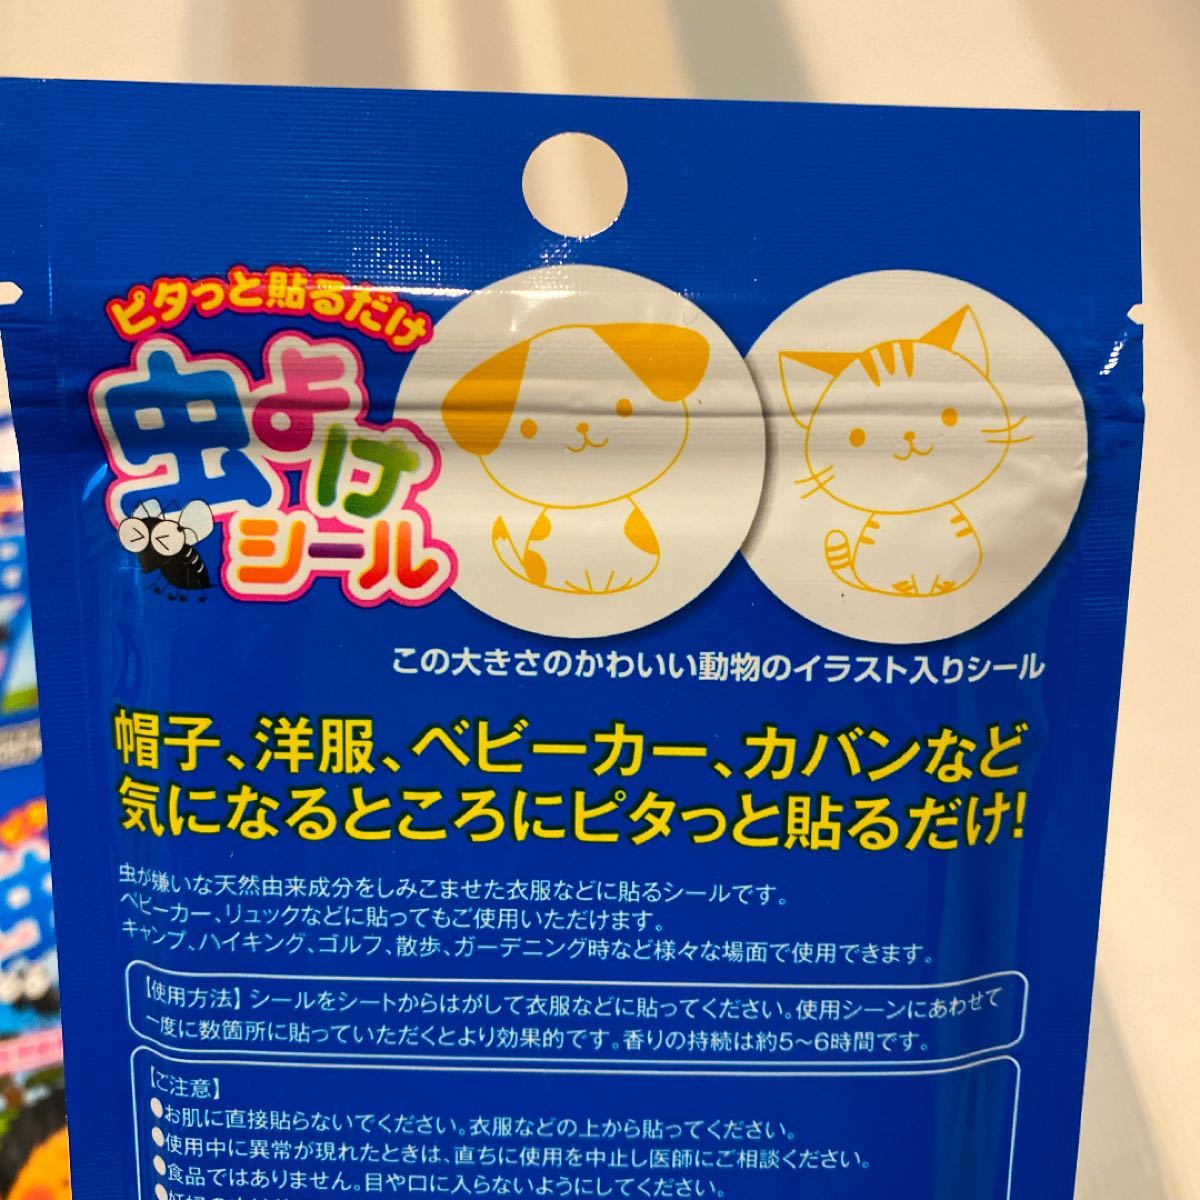 ピタっと貼るだけ
虫よけ
シール
この大きさのかわいい動物のイラスト入りシール
帽子、洋服、ベビーカー、カバンなど
気になるところにピタっと貼るだけ!
虫が嫌いな天然由来成分をしみこませた衣服などに貼るシールです。
ベビーカー、リュックなどに貼ってもご使用いただけます。
キャンプ、ハイキング、ゴルフ、散歩、ガーデニング時など様々な場面で使用できます。
【使用方法】シールをシートからはがして衣服などに貼ってください。使用シーンにあわせて
一度に数箇所に貼っていただくとより効果的です。香りの持続は約5~6時間です。
【ご注意】
●お肌に直接貼らないでください。衣服などの上から貼ってください。
●使用中に異常が現れたときは、直ちに使用を中止し医師にご相談ください。
●食品ではありません。目や口に入らないようにしてください。